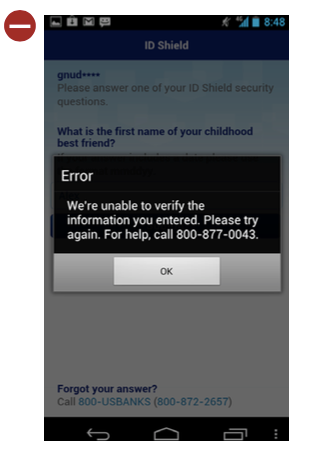 4G 8:48
ID Shield
gnud••••
Please answer one of your ID Shield security
questions.
What is the first name of your childhood
best friend?
Error
We're unable to verify the
information you entered. Please try
again. For help, call 800-877-0043.
OK
Forgot your answer?
Call 800-USBANKS (800-872-2657)